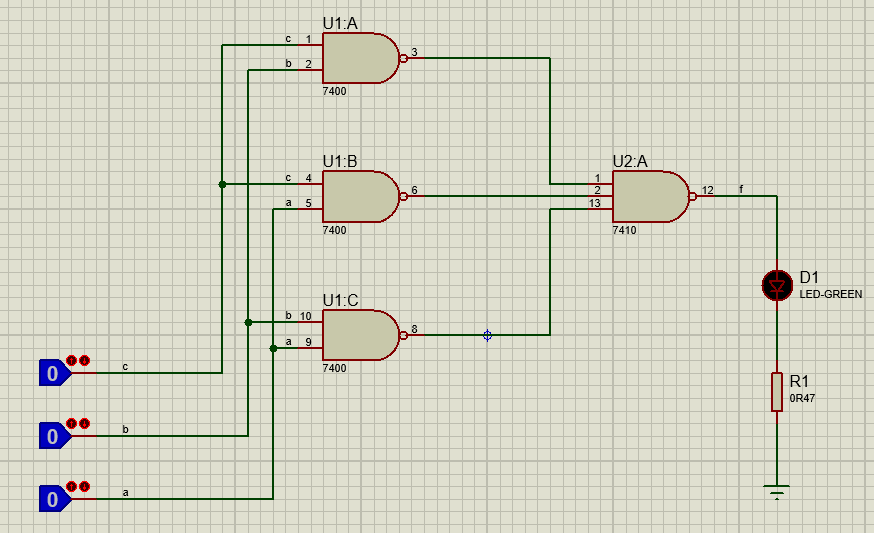 U1:A
c 1
b 2
3
7400
U1:B
c 4
a 5
6
7400
U2:A
1
2
13
12 f
7410
U1:C
b 10
a 9
8
7400
D1
LED-GREEN
R1
0R47
0 c
0 b
0 a